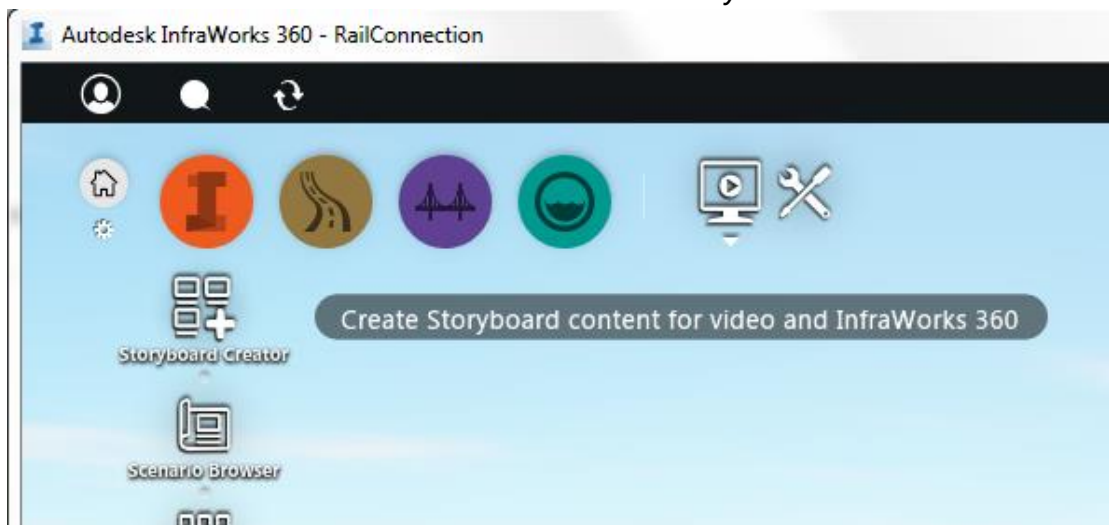 Autodesk InfraWorks 360 - RailConnection
Create Storyboard content for video and InfraWorks 360
Storyboard Creator
Scenario Browser